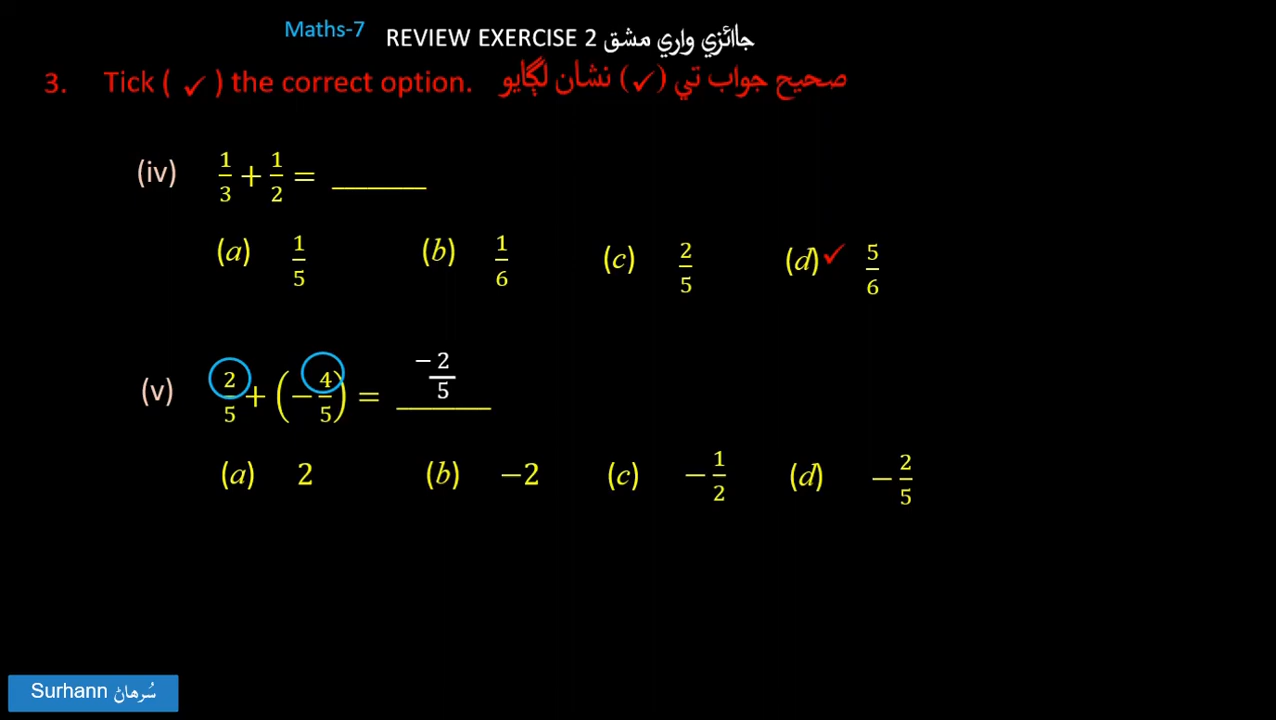 Maths-7
REVIEW EXERCISE 2 جائزي واري مشق
3. Tick ( ✓ ) the correct option. صحيح جواب تي (✓) نشان لڳايو
(iv) 1/3 + 1/2 = ______
(a) 1/5 (b) 1/6 (c) 2/5 (d) ✓ 5/6
(v) 2/5 + (−4/5) = −2/5
(a) 2 (b) −2 (c) −1/2 (d) −2/5
Surhann سُرهاڻ